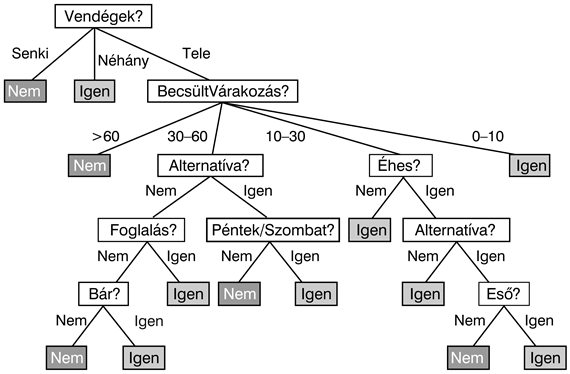 Vendégek?
Senki Néhány Tele
Nem Igen BecsültVárakozás?
>60 30–60 10–30 0–10
Nem Alternatíva? Éhes? Igen
Nem Igen Nem Igen
Foglalás? Péntek/Szombat? Igen Alternatíva?
Nem Igen Nem Igen Nem Igen
Bár? Igen Nem Igen Igen Eső?
Nem Igen Nem Igen
Nem Igen Nem Igen